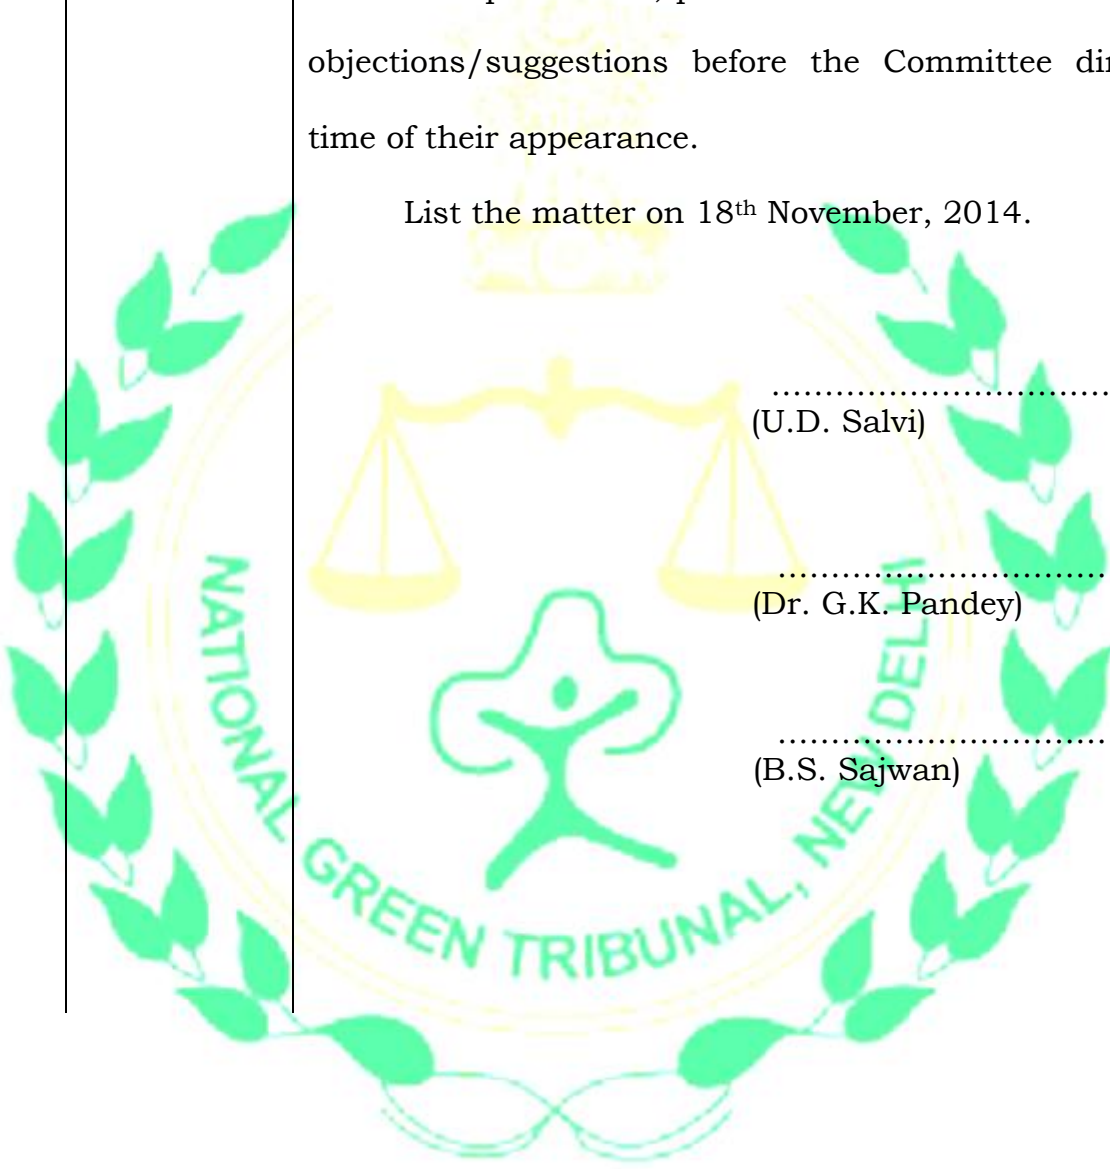 objections/suggestions before the Committee
time of their appearance.
List the matter on 18th November, 2014.
..................................
(U.D. Salvi)
..................................
(Dr. G.K. Pandey)
..................................
(B.S. Sajwan)
NATIONAL GREEN TRIBUNAL, NEW DELHI